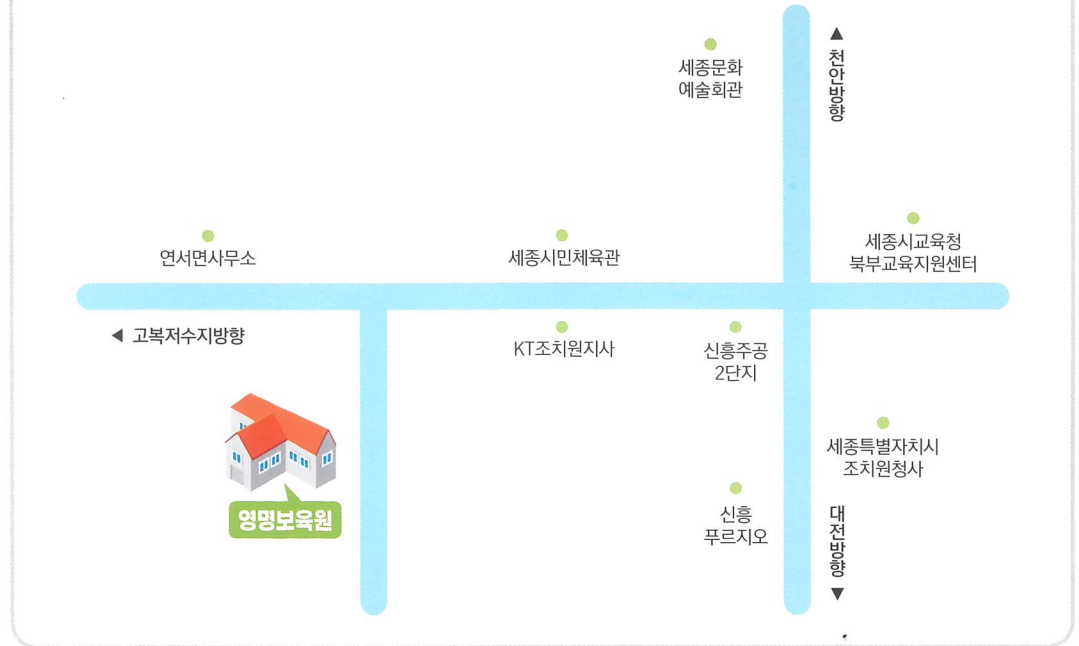 세종문화
예술회관
▲ 천안방향
연서면사무소
세종시민체육관
세종시교육청
북부교육지원센터
◀ 고복저수지방향
KT조치원지사
신흥주공
2단지
세종특별자치시
조치원청사
영명보육원
신흥
푸르지오
대전방향 ▼